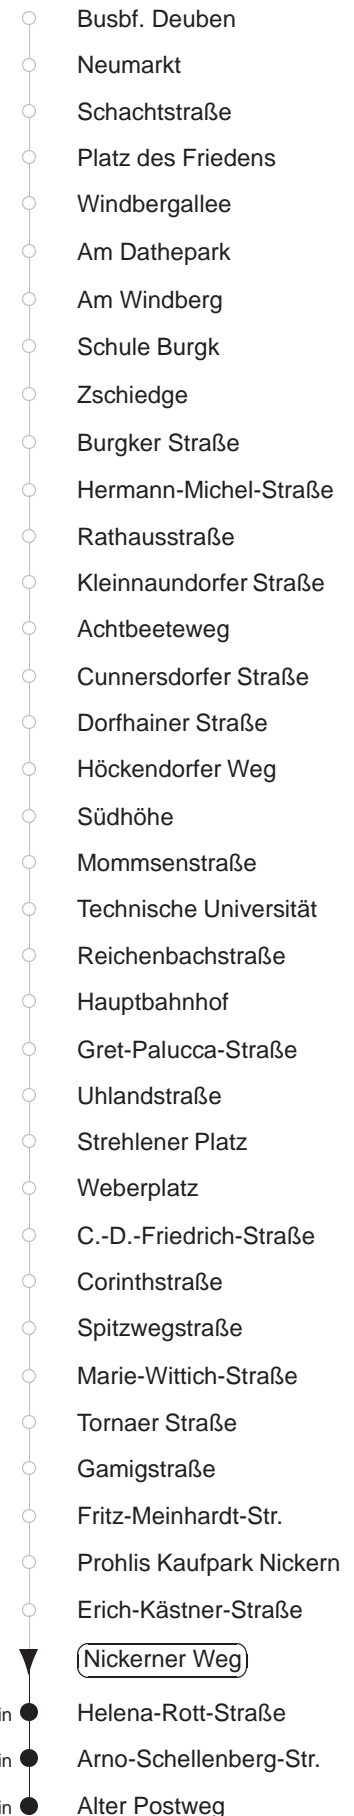 Busbf. Deuben
Neumarkt
Schachtstraße
Platz des Friedens
Windbergallee
Am Dathepark
Am Windberg
Schule Burgk
Zschiedge
Burgker Straße
Hermann-Michel-Straße
Rathausstraße
Kleinnaundorfer Straße
Achtbeeteweg
Cunnersdorfer Straße
Dorfhainer Straße
Höckendorfer Weg
Südhöhe
Mommsenstraße
Technische Universität
Reichenbachstraße
Hauptbahnhof
Gret-Palucca-Straße
Uhlandstraße
Strehlener Platz
Weberplatz
C.-D.-Friedrich-Straße
Corinthstraße
Spitzwegstraße
Marie-Wittich-Straße
Tornaer Straße
Gamigstraße
Fritz-Meinhardt-Str.
Prohlis Kaufpark Nickern
Erich-Kästner-Straße
Nickerner Weg
Helena-Rott-Straße
Arno-Schellenberg-Str.
Alter Postweg